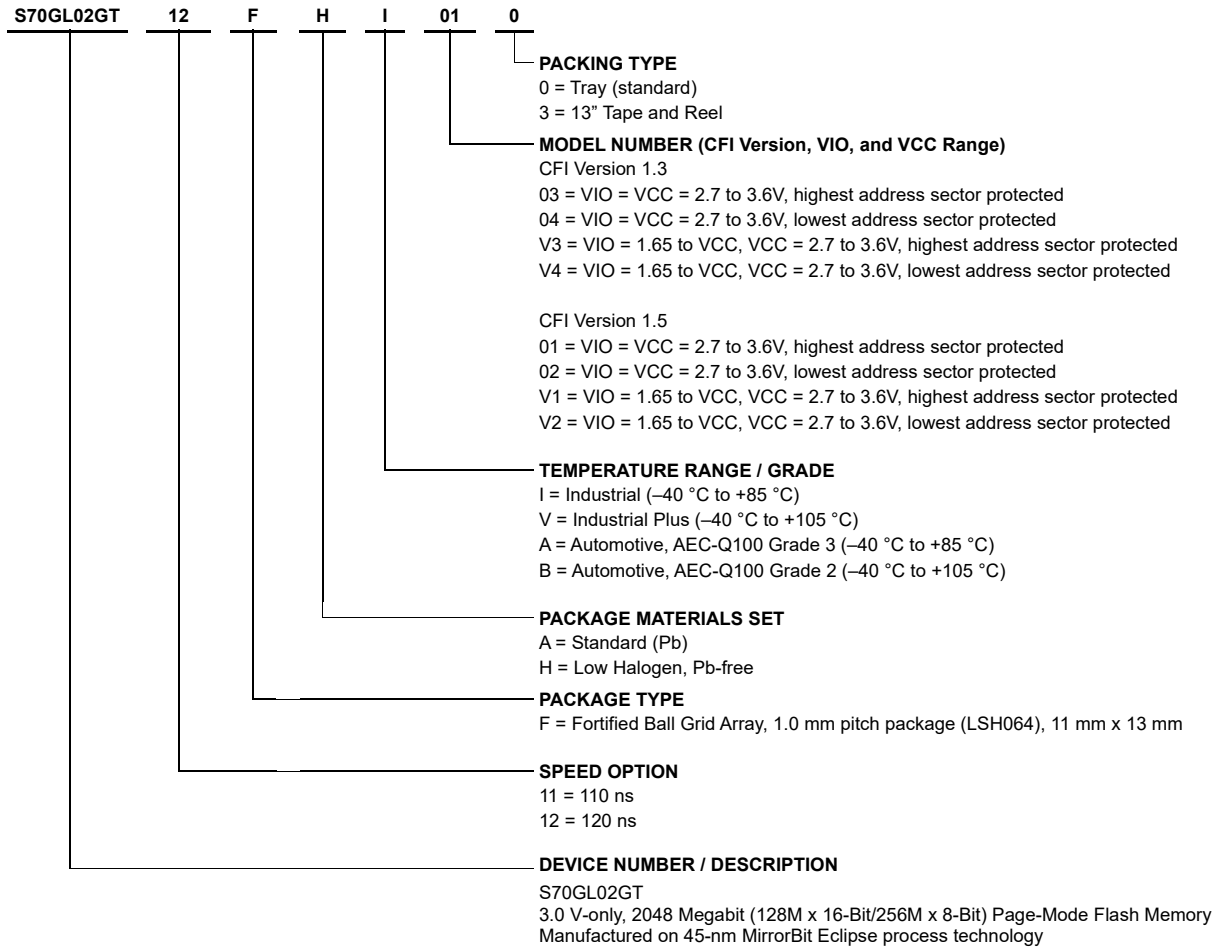 S70GL02GT 12 F H I 01 0
PACKING TYPE
0 = Tray (standard)
3 = 13” Tape and Reel
MODEL NUMBER (CFI Version, VIO, and VCC Range)
CFI Version 1.3
03 = VIO = VCC = 2.7 to 3.6V, highest address sector protected
04 = VIO = VCC = 2.7 to 3.6V, lowest address sector protected
V3 = VIO = 1.65 to VCC, VCC = 2.7 to 3.6V, highest address sector protected
V4 = VIO = 1.65 to VCC, VCC = 2.7 to 3.6V, lowest address sector protected
CFI Version 1.5
01 = VIO = VCC = 2.7 to 3.6V, highest address sector protected
02 = VIO = VCC = 2.7 to 3.6V, lowest address sector protected
V1 = VIO = 1.65 to VCC, VCC = 2.7 to 3.6V, highest address sector protected
V2 = VIO = 1.65 to VCC, VCC = 2.7 to 3.6V, lowest address sector protected
TEMPERATURE RANGE / GRADE
I = Industrial (–40 °C to +85 °C)
V = Industrial Plus (–40 °C to +105 °C)
A = Automotive, AEC-Q100 Grade 3 (–40 °C to +85 °C)
B = Automotive, AEC-Q100 Grade 2 (–40 °C to +105 °C)
PACKAGE MATERIALS SET
A = Standard (Pb)
H = Low Halogen, Pb-free
PACKAGE TYPE
F = Fortified Ball Grid Array, 1.0 mm pitch package (LSH064), 11 mm x 13 mm
SPEED OPTION
11 = 110 ns
12 = 120 ns
DEVICE NUMBER / DESCRIPTION
S70GL02GT
3.0 V-only, 2048 Megabit (128M x 16-Bit/256M x 8-Bit) Page-Mode Flash Memory
Manufactured on 45-nm MirrorBit Eclipse process technology